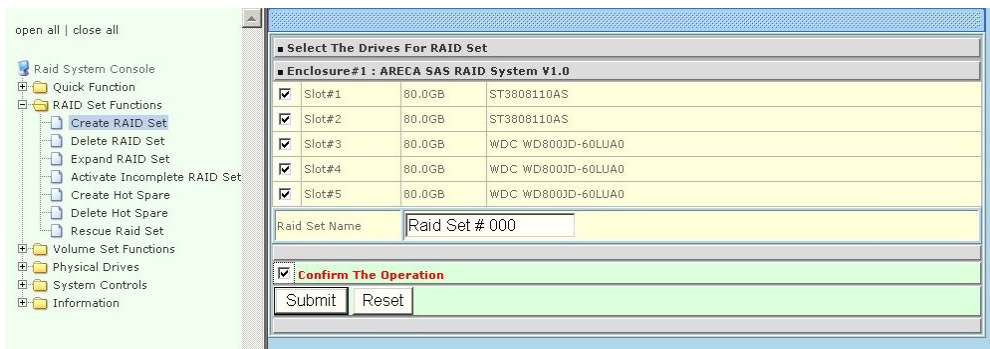 open all | close all
Raid System Console
Quick Function
RAID Set Functions
Create RAID Set
Delete RAID Set
Expand RAID Set
Activate Incomplete RAID Set
Create Hot Spare
Delete Hot Spare
Rescue Raid Set
Volume Set Functions
Physical Drives
System Controls
Information
Select The Drives For RAID Set
Enclosure#1 : ARECA SAS RAID System V1.0
Slot#1 80.0GB ST3808110AS
Slot#2 80.0GB ST3808110AS
Slot#3 80.0GB WDC WD800JD-60LUA0
Slot#4 80.0GB WDC WD800JD-60LUA0
Slot#5 80.0GB WDC WD800JD-60LUA0
Raid Set Name Raid Set # 000
Confirm The Operation
Submit Reset